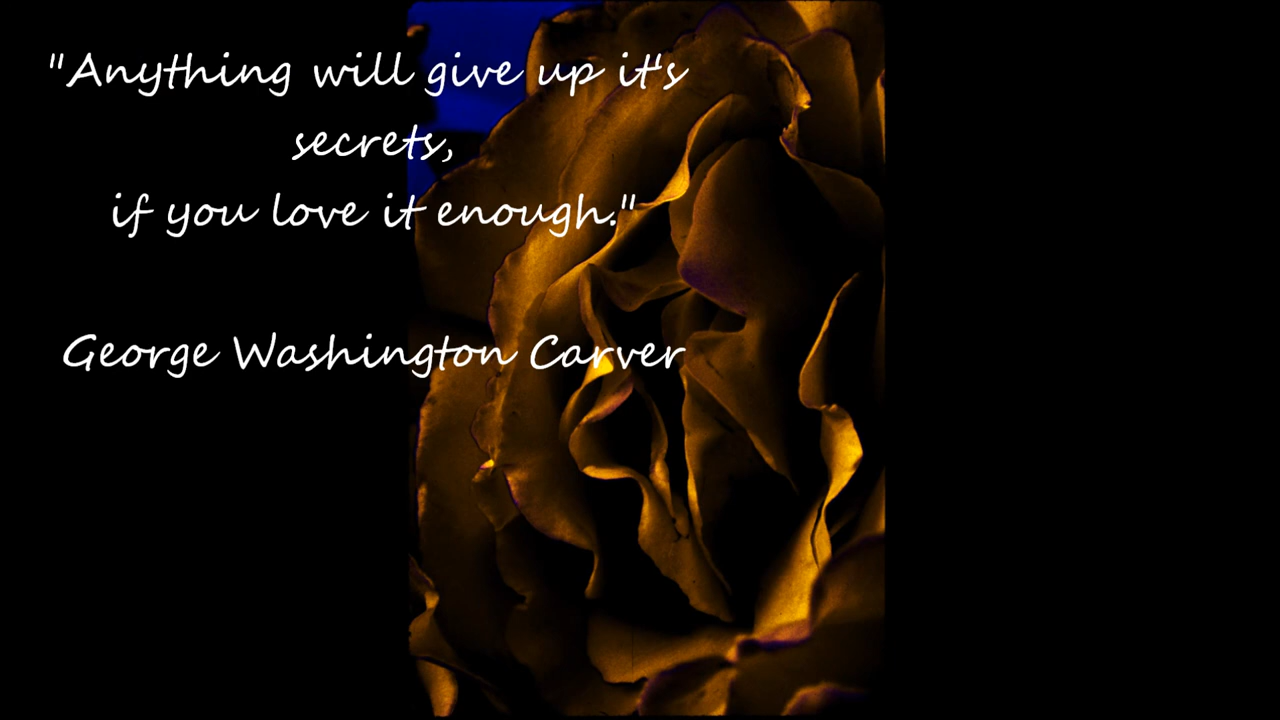 "Anything will give up it's
secrets,
if you love it enough."
George Washington Carver